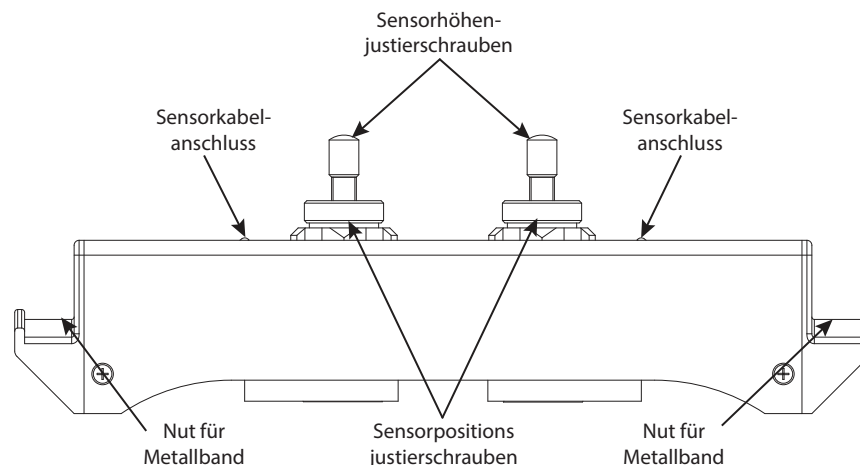 Sensorhöhen-
justierschrauben
Sensorkabel-
anschluss
Sensorkabel-
anschluss
Nut für
Metallband
Sensorpositions
justierschrauben
Nut für
Metallband